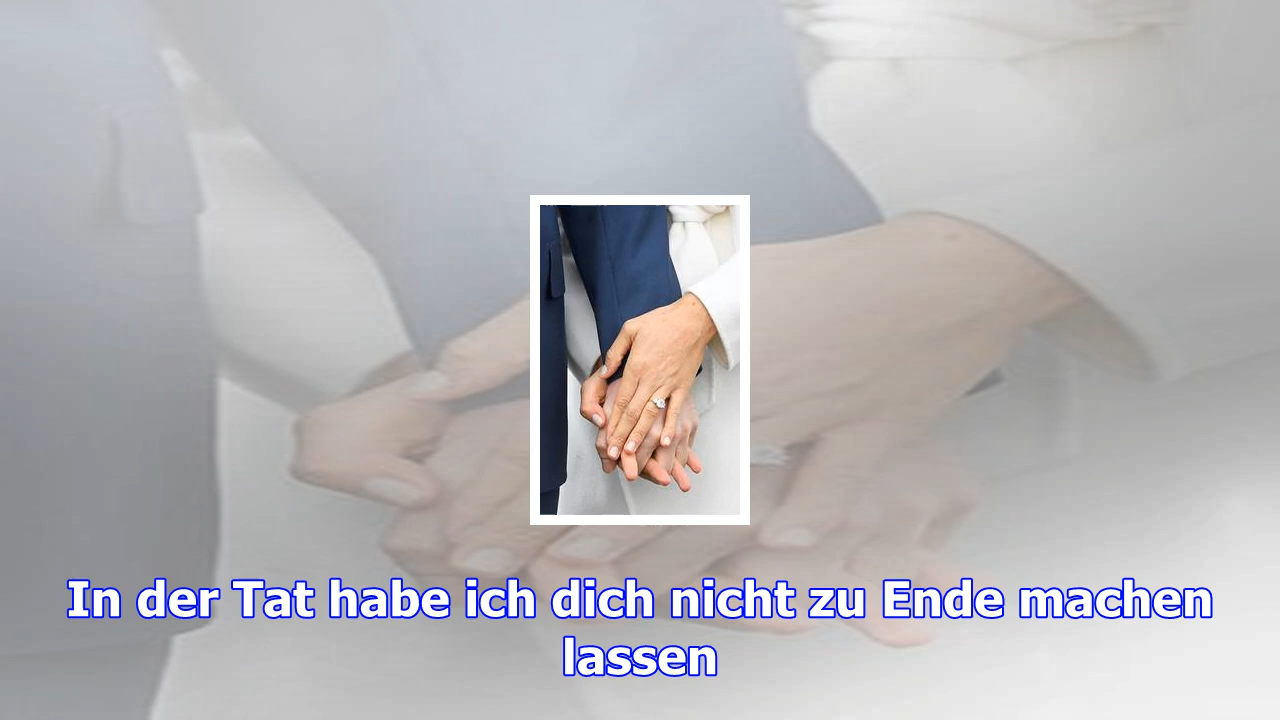 In der Tat habe ich dich nicht zu Ende machen
lassen